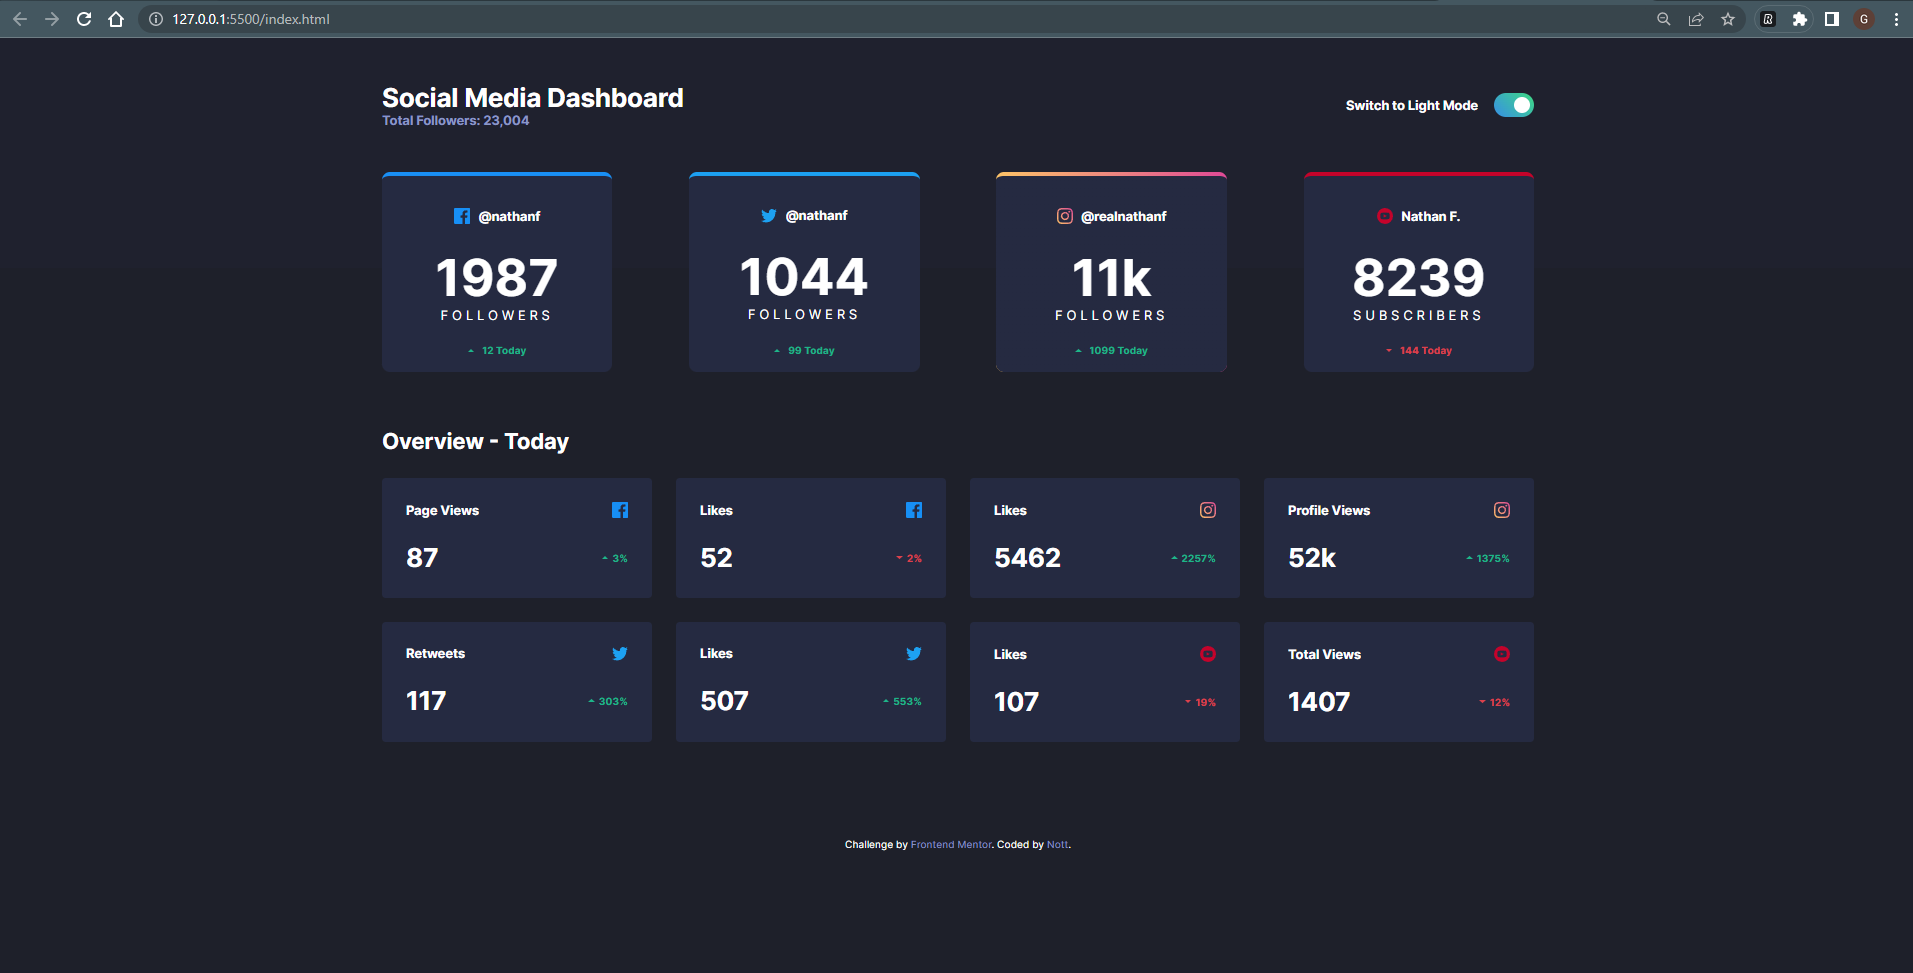 127.0.0.1:5500/index.html
G
Social Media Dashboard
Total Followers: 23,004
Switch to Light Mode
@nathanf
1987
FOLLOWERS
12 Today
@nathanf
1044
FOLLOWERS
99 Today
@realnathanf
11k
FOLLOWERS
1099 Today
Nathan F.
8239
SUBSCRIBERS
144 Today
Overview - Today
Page Views
87
3%
Likes
52
2%
Likes
5462
2257%
Profile Views
52k
1375%
Retweets
117
303%
Likes
507
553%
Likes
107
19%
Total Views
1407
12%
Challenge by Frontend Mentor. Coded by Nott.